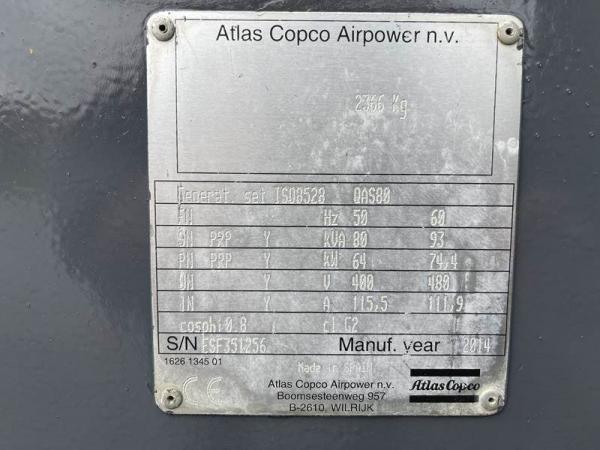 Atlas Copco Airpower n.v.
2366 Kg
Generat. set ISO8528 QAS80
FN Hz 50 60
SN PRP Y KVA 80 93
PN PRP Y KW 64 74,4
UN Y V 400 480
IN Y A 115,5 111,9
cosphi0.8 cl.G2
S/N ESF351256 Manuf. year 2014
1626 1345 01
Made in SPAIN
CE
Atlas Copco Airpower n.v.
Boomsesteenweg 957
B-2610, WILRIJK
Atlas Copco